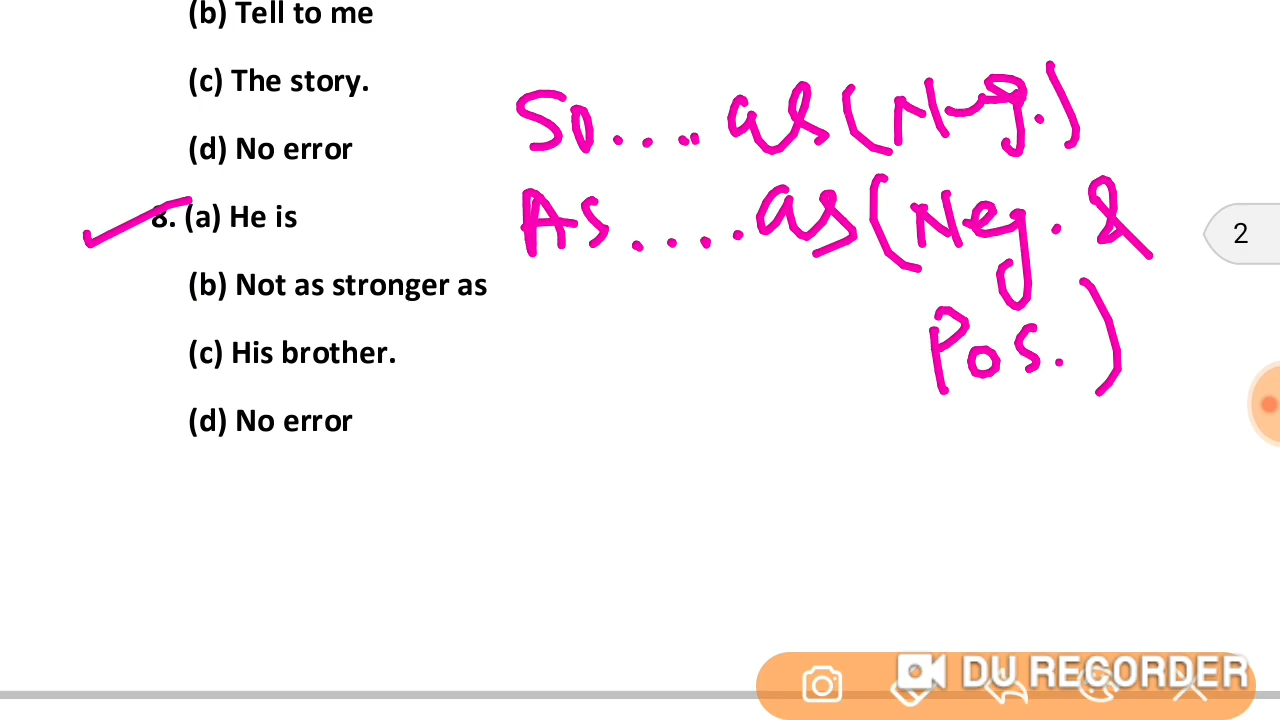 (b) Tell to me
(c) The story.
(d) No error
8. (a) He is
(b) Not as stronger as
(c) His brother.
(d) No error
So.... as (Neg.)
As.... as (Neg. &
Pos.)
2
DU RECORDER